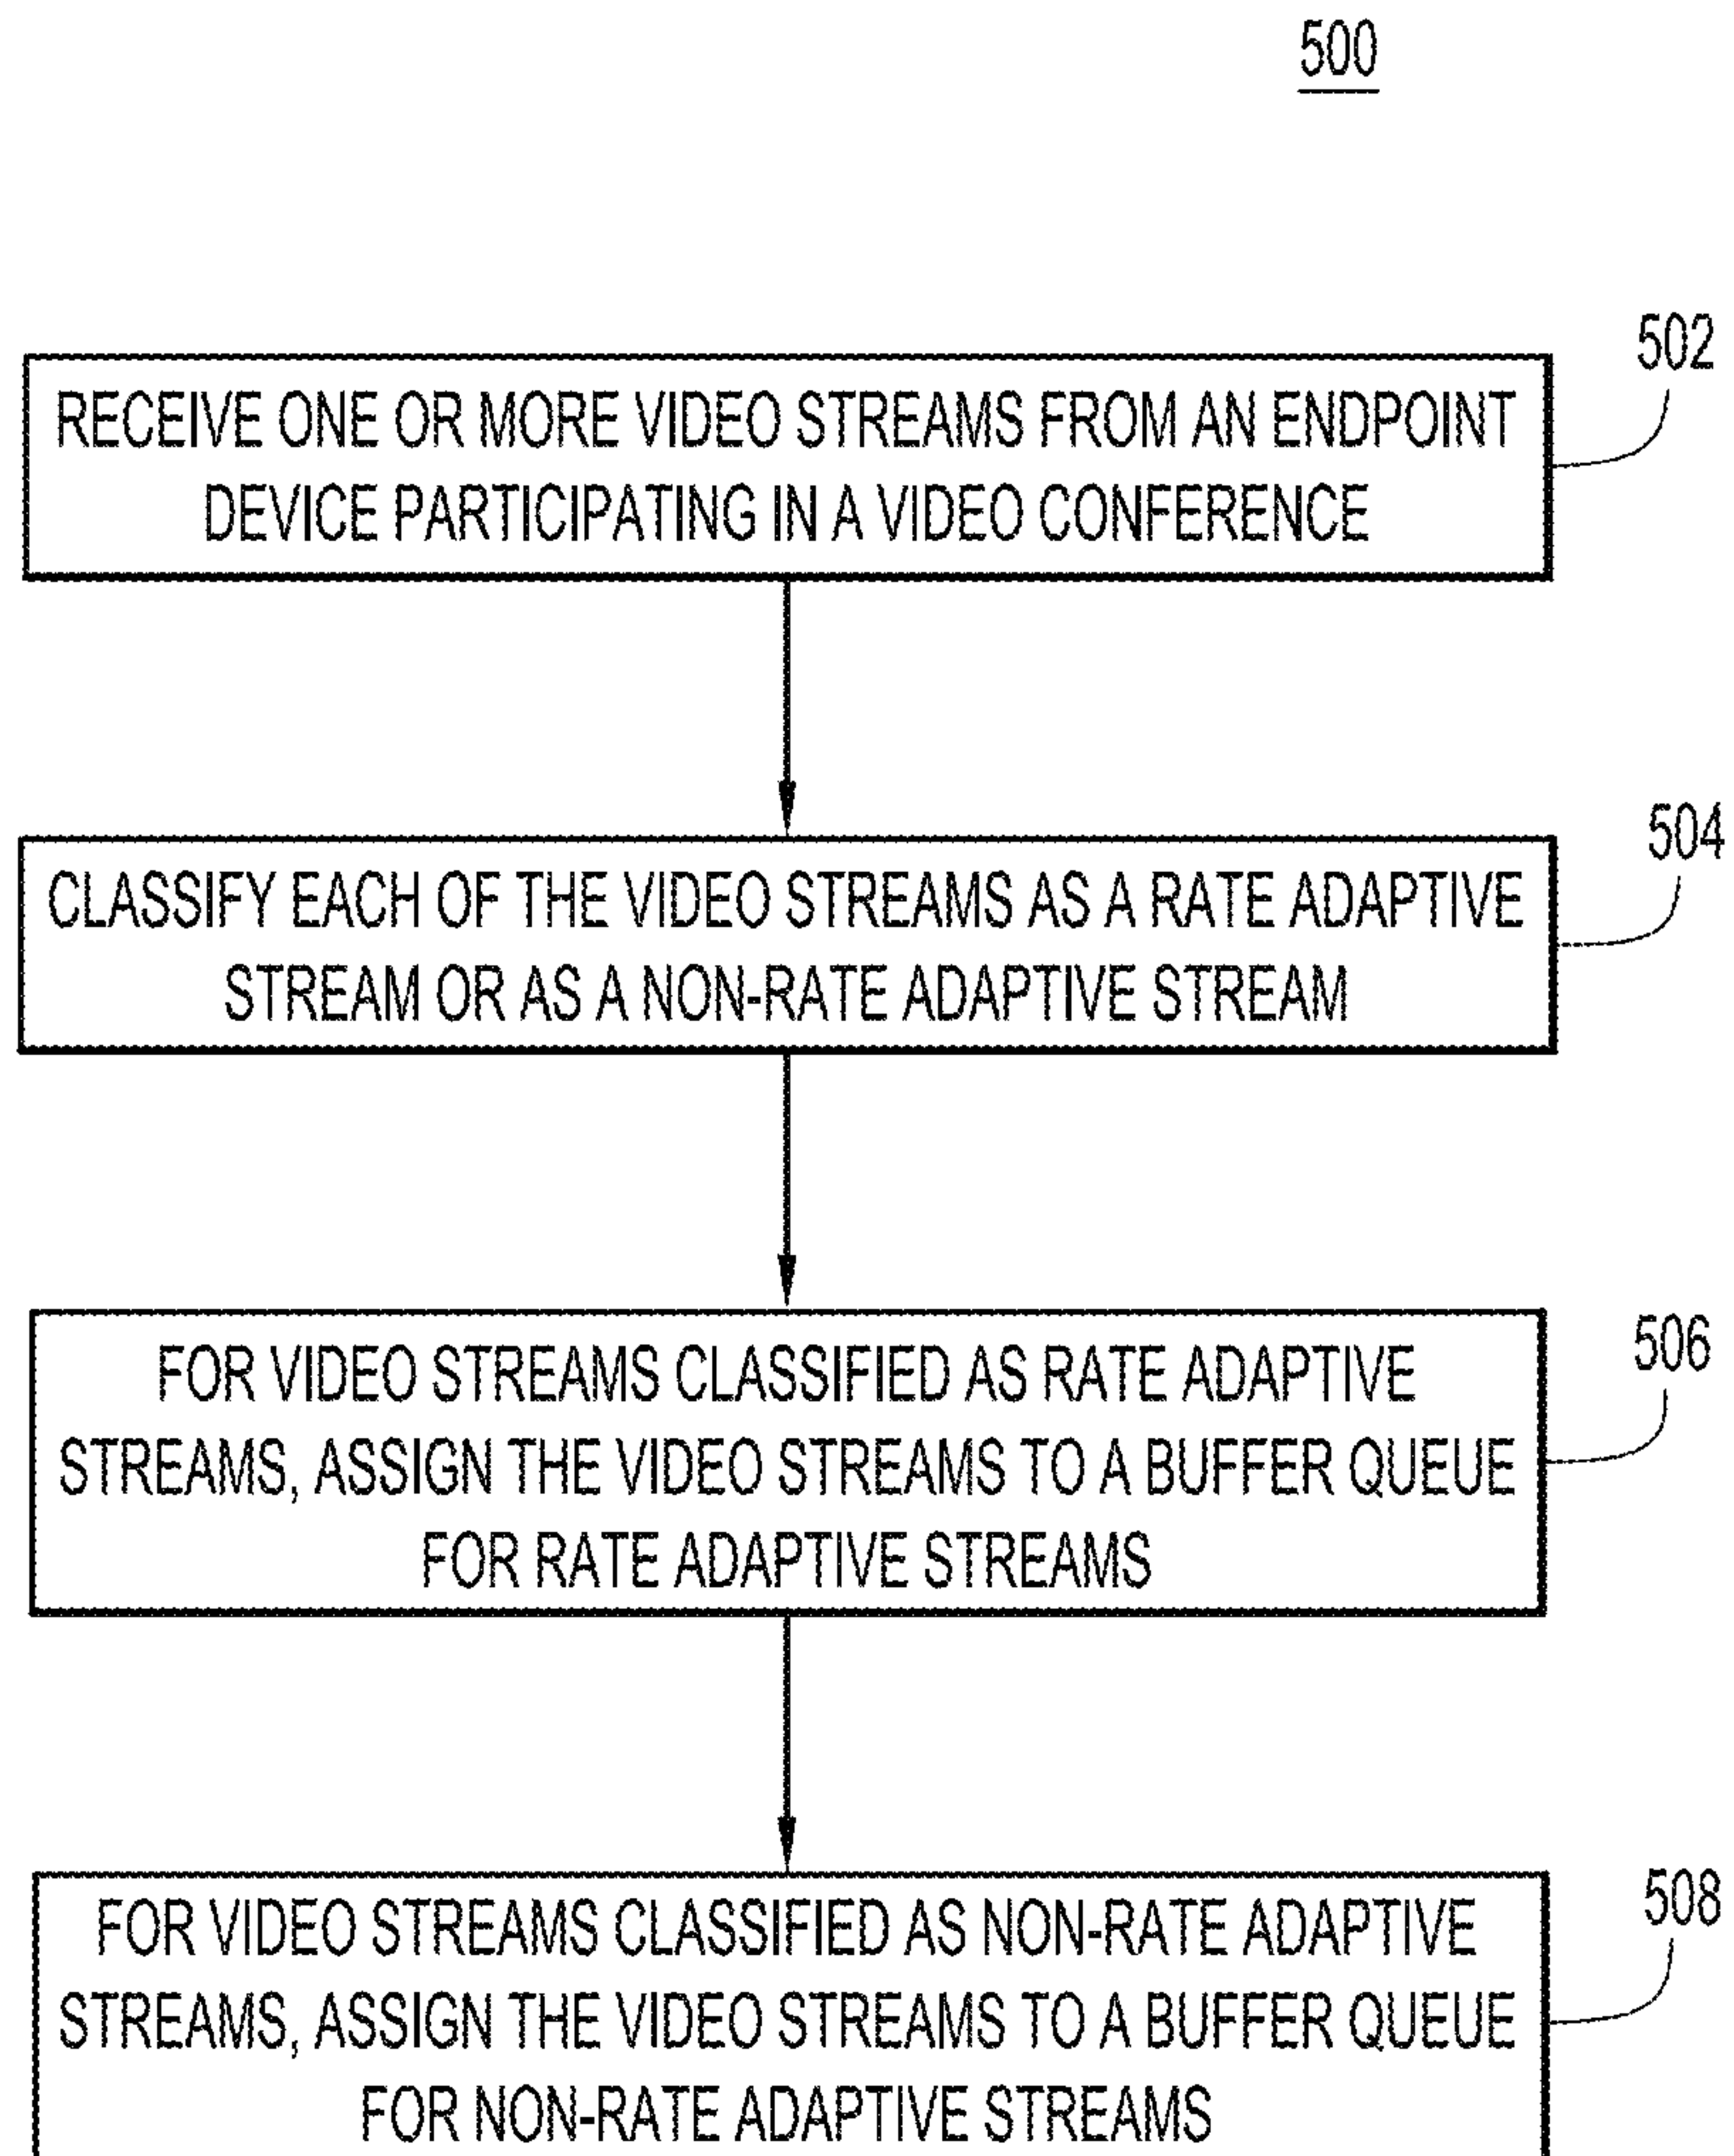 500
502
RECEIVE ONE OR MORE VIDEO STREAMS FROM AN ENDPOINT
DEVICE PARTICIPATING IN A VIDEO CONFERENCE
504
CLASSIFY EACH OF THE VIDEO STREAMS AS A RATE ADAPTIVE
STREAM OR AS A NON-RATE ADAPTIVE STREAM
506
FOR VIDEO STREAMS CLASSIFIED AS RATE ADAPTIVE
STREAMS, ASSIGN THE VIDEO STREAMS TO A BUFFER QUEUE
FOR RATE ADAPTIVE STREAMS
508
FOR VIDEO STREAMS CLASSIFIED AS NON-RATE ADAPTIVE
STREAMS, ASSIGN THE VIDEO STREAMS TO A BUFFER QUEUE
FOR NON-RATE ADAPTIVE STREAMS